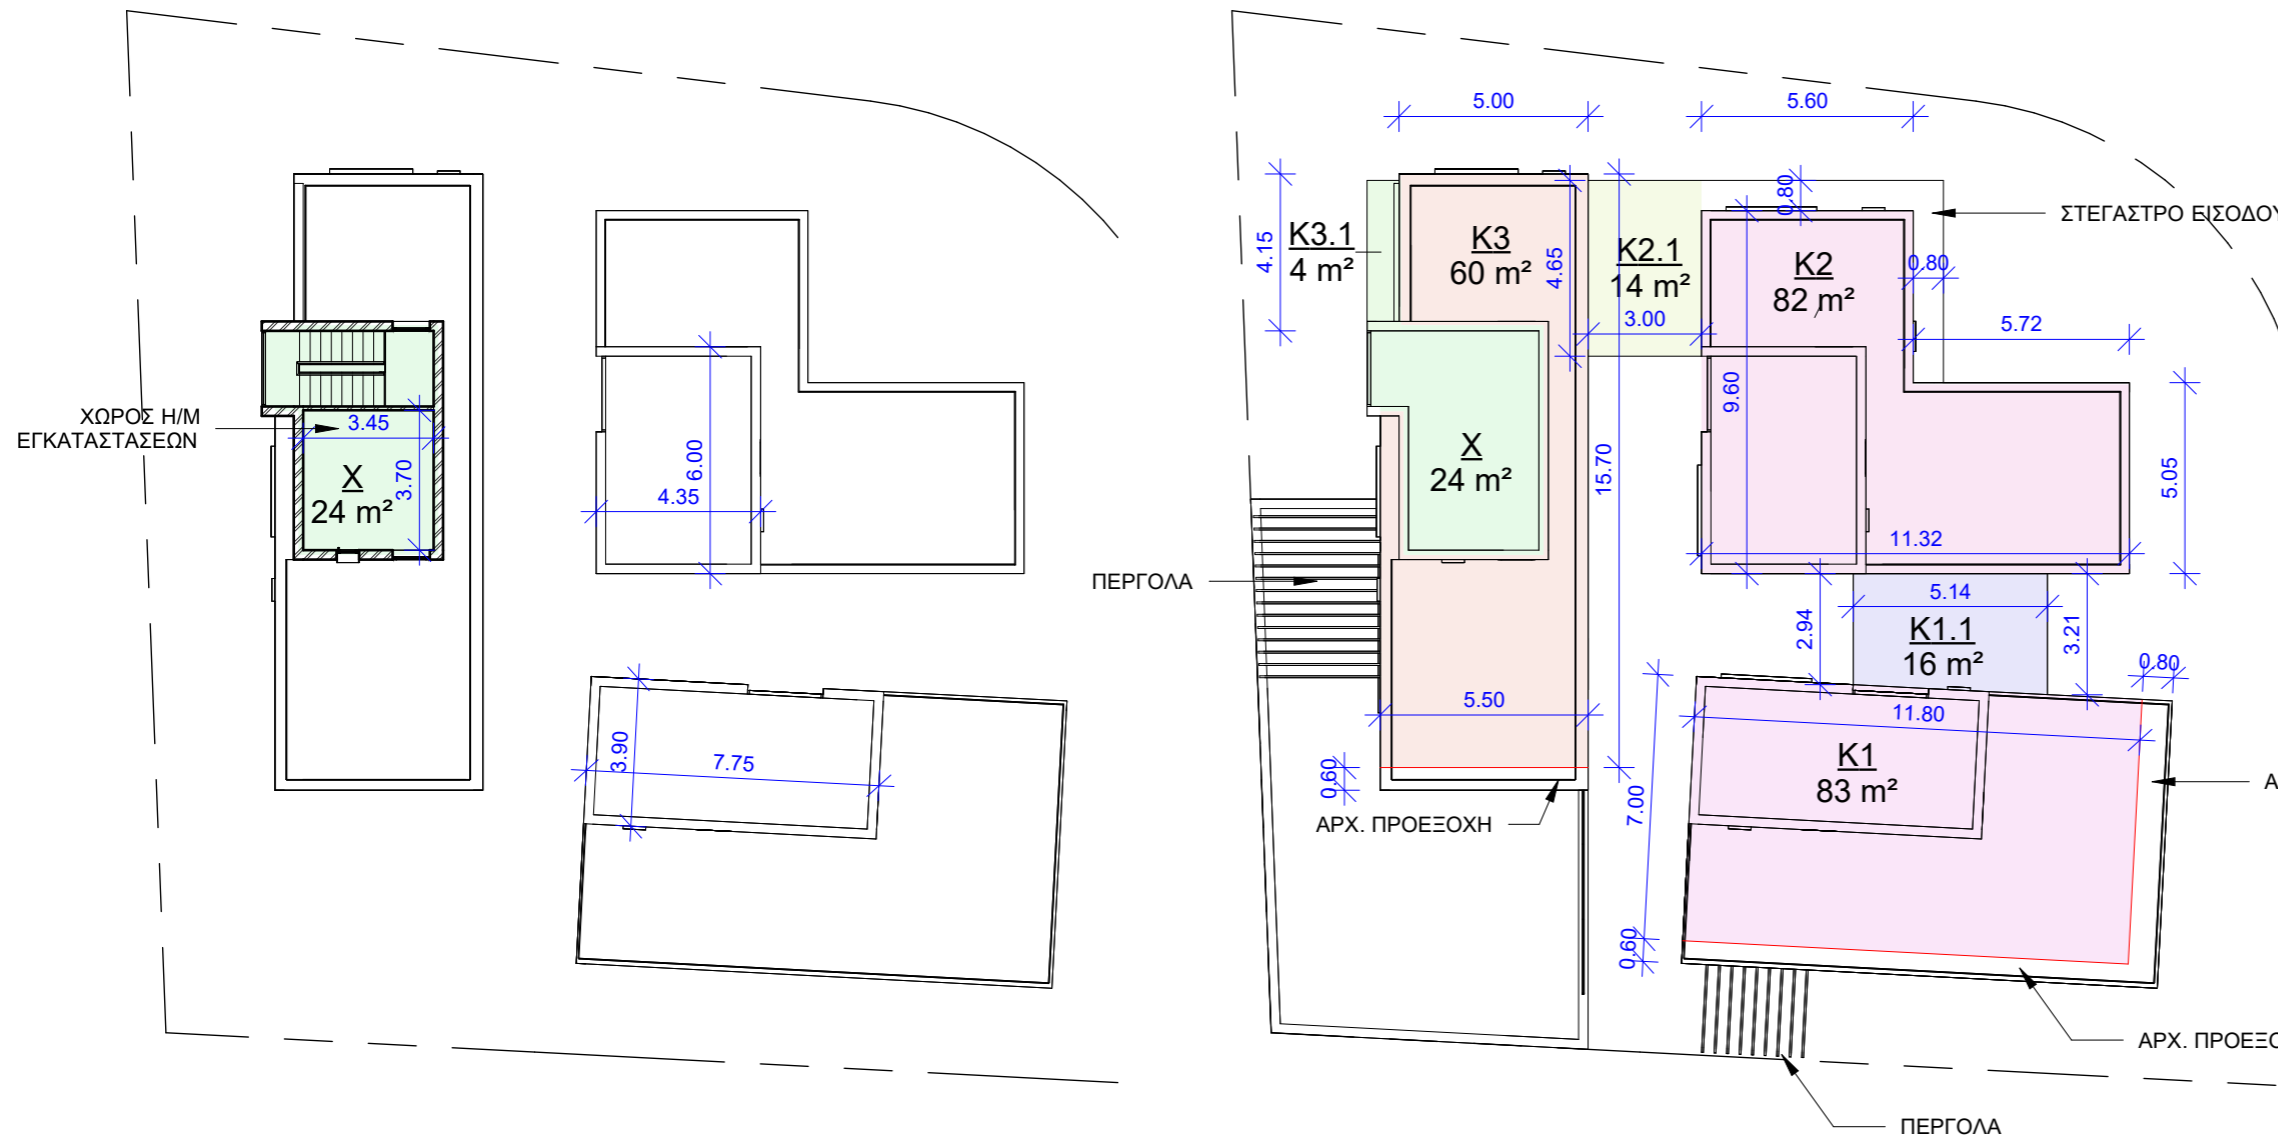 ΧΩΡΟΣ Η/Μ
ΕΓΚΑΤΑΣΤΑΣΕΩΝ
3.45
3.70
X
24 m²
6.00
4.35
3.90
7.75
5.00
5.60
0.80
ΣΤΕΓΑΣΤΡΟ ΕΙΣΟΔΟΥ
4.15
K3.1
4 m²
K3
60 m²
4.65
K2.1
14 m²
3.00
K2
82 m²
0.80
5.72
9.60
X
24 m²
15.70
5.05
11.32
ΠΕΡΓΟΛΑ
2.94
5.14
K1.1
16 m²
3.21
0.80
5.50
11.80
K1
83 m²
0.60
7.00
ΑΡΧ. ΠΡΟΕΞΟΧΗ
Α
0.60
ΑΡΧ. ΠΡΟΕΞΟ
ΠΕΡΓΟΛΑ